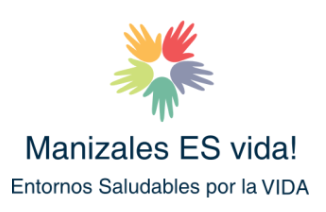 Manizales ES vida!
Entornos Saludables por la VIDA